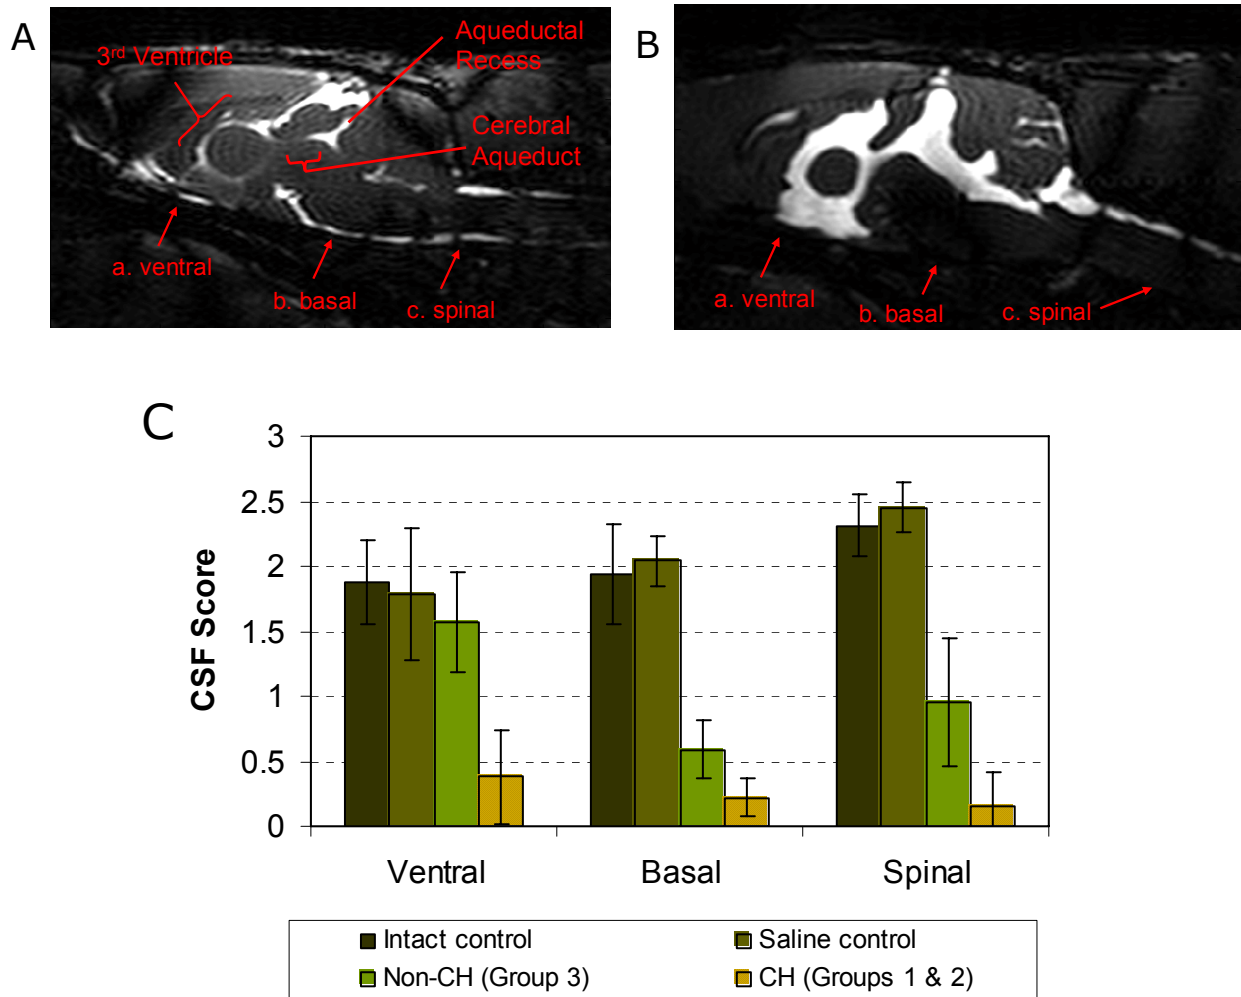 A
3rd Ventricle
Aqueductal
Recess
Cerebral
Aqueduct
a. ventral
b. basal
c. spinal
B
a. ventral
b. basal
c. spinal
C
3
2.5
2
1.5
1
0.5
0
CSF Score
Ventral Basal Spinal
Intact control Saline control
Non-CH (Group 3) CH (Groups 1 & 2)